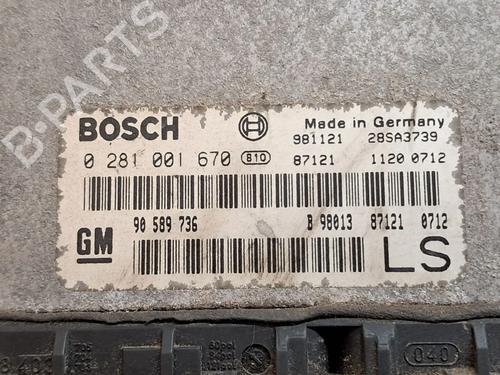 B-PARTS
BOSCH
Made in Germany
981121 28SA3739
0 281 001 670 B10 87121 1120 0712
90 589 736 B 98013 87121 0712
GM
LS
040